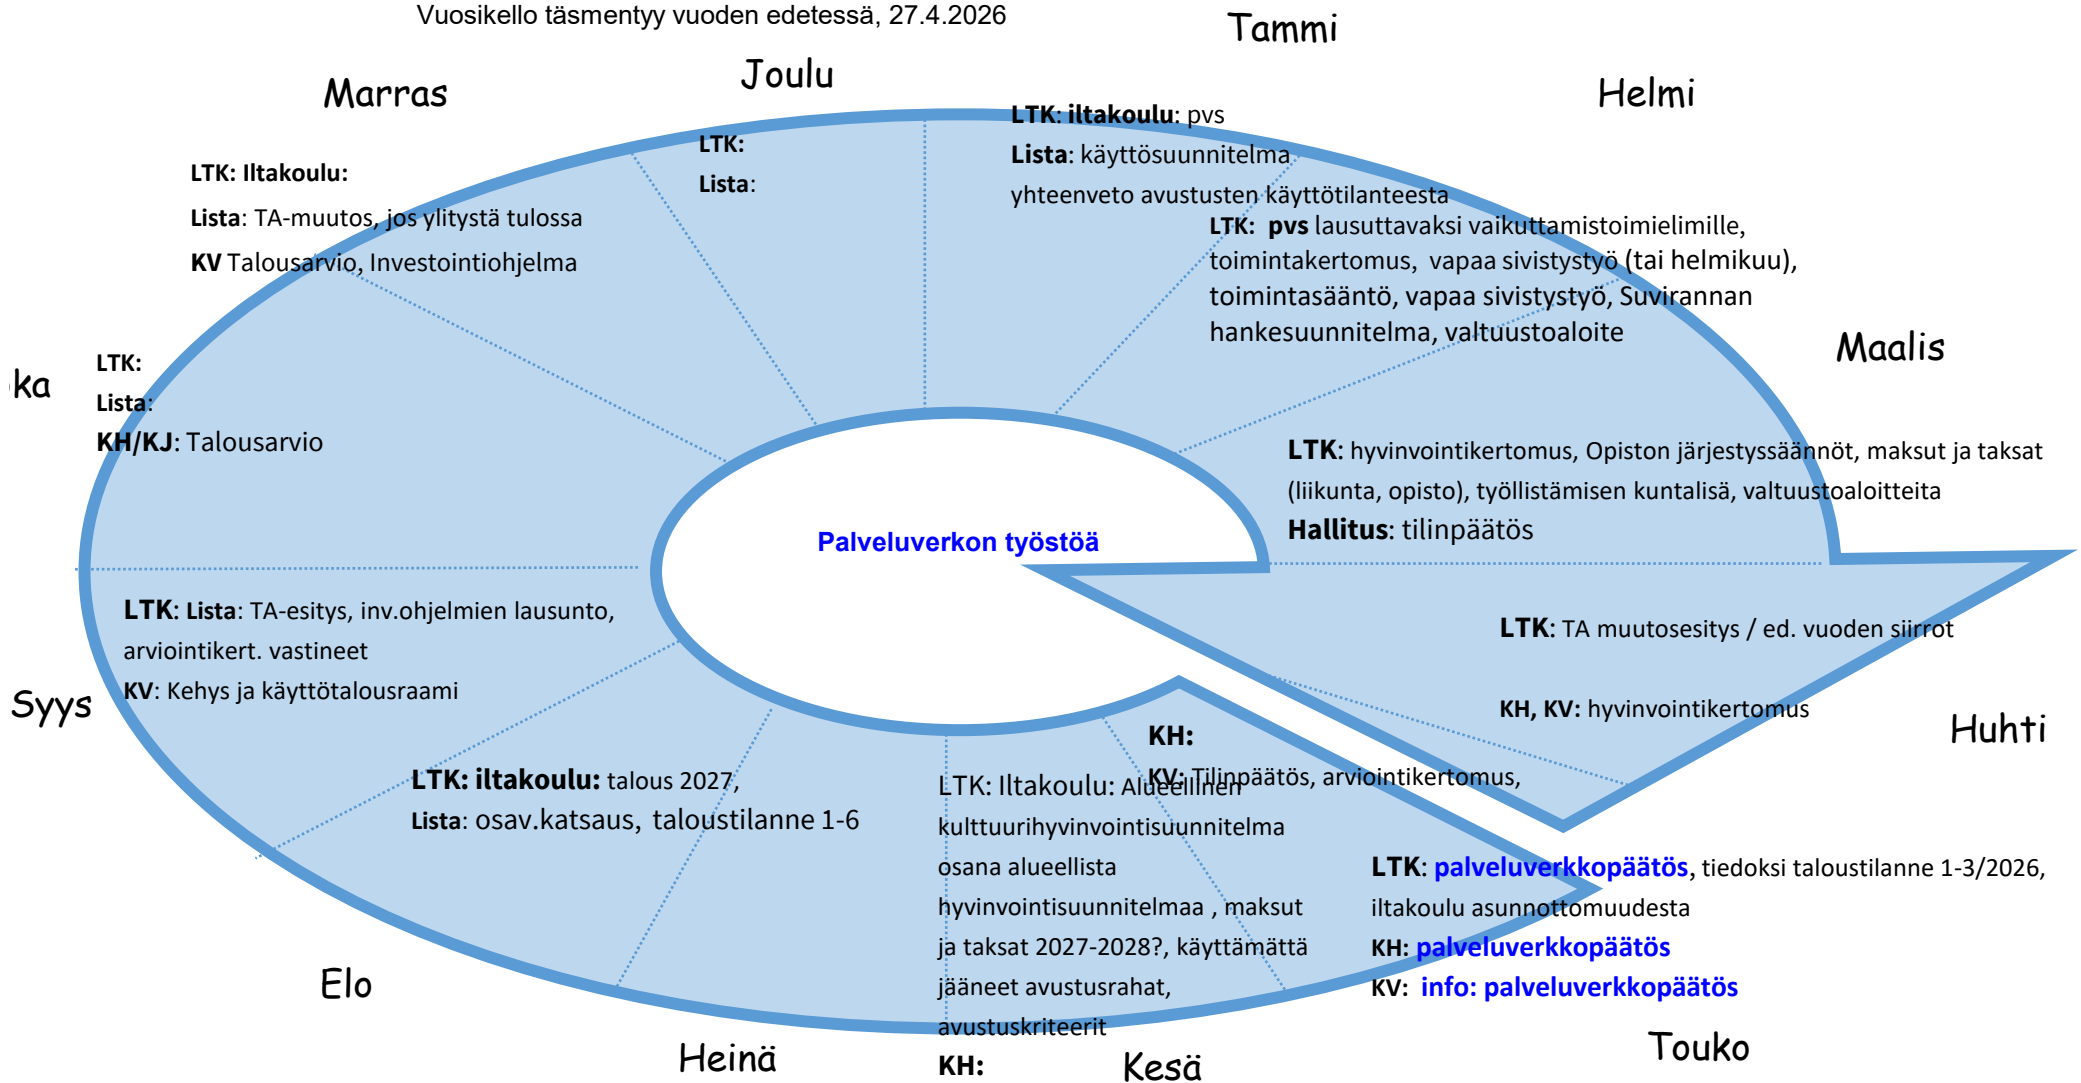 Vuosikello täsmentyy vuoden edetessä, 27.4.2026
Tammi
LTK: iltakoulu: pvs
Lista: käyttösuunnitelma
yhteenveto avustusten käyttötilanteesta
Helmi
LTK: pvs lausuttavaksi vaikuttamistoimielimille,
toimintakertomus, vapaa sivistystyö (tai helmikuu),
toimintasääntö, vapaa sivistystyö, Suvirannan
hankesuunnitelma, valtuustoaloite
Maalis
LTK: hyvinvointikertomus, Opiston järjestyssäännöt, maksut ja taksat
(liikunta, opisto), työllistämisen kuntalisä, valtuustoaloitteita
Hallitus: tilinpäätös
Huhti
LTK: TA muutosesitys / ed. vuoden siirrot
KH, KV: hyvinvointikertomus
Touko
LTK: palveluverkkopäätös, tiedoksi taloustilanne 1-3/2026,
iltakoulu asunnottomuudesta
KH: palveluverkkopäätös
KV: info: palveluverkkopäätös
Kesä
KH:
KV: Tilinpäätös, arviointikertomus,
LTK: Iltakoulu: Alueellinen
kulttuurihyvinvointisuunnitelma
osana alueellista
hyvinvointisuunnitelmaa , maksut
ja taksat 2027-2028?, käyttämättä
jääneet avustusrahat,
avustuskriteerit
KH:
Heinä
Elo
LTK: iltakoulu: talous 2027,
Lista: osav.katsaus, taloustilanne 1-6
Syys
LTK: Lista: TA-esitys, inv.ohjelmien lausunto,
arviointikert. vastineet
KV: Kehys ja käyttötalousraami
ka
LTK:
Lista:
KH/KJ: Talousarvio
Marras
LTK: Iltakoulu:
Lista: TA-muutos, jos ylitystä tulossa
KV Talousarvio, Investointiohjelma
Joulu
LTK:
Lista:
Palveluverkon työstöä